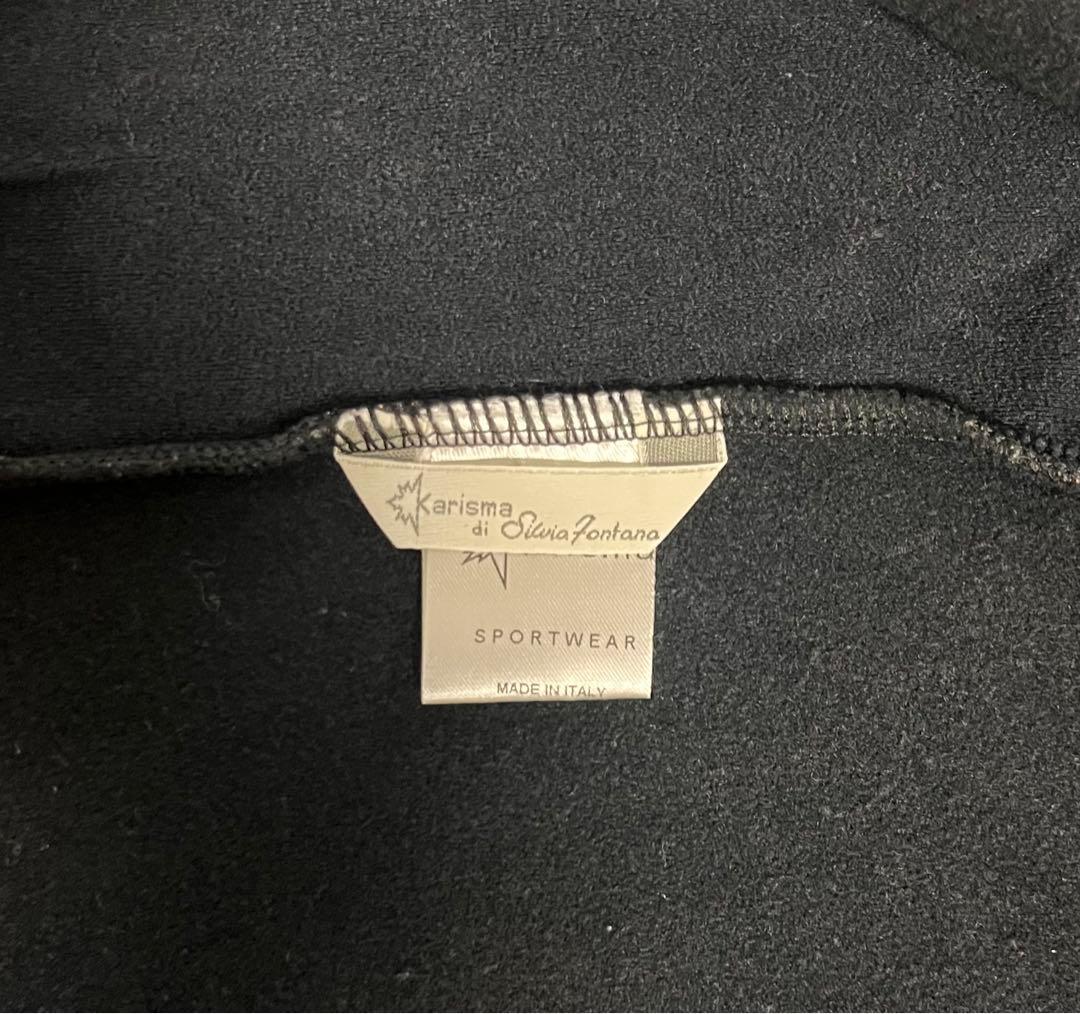 Karisma
di Silvia Fontana
SPORTWEAR
MADE IN ITALY